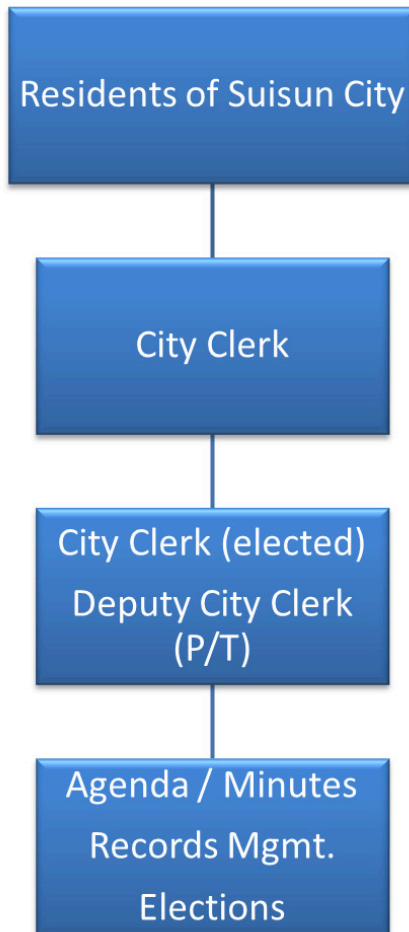 Residents of Suisun City
City Clerk
City Clerk (elected)
Deputy City Clerk
(P/T)
Agenda / Minutes
Records Mgmt.
Elections